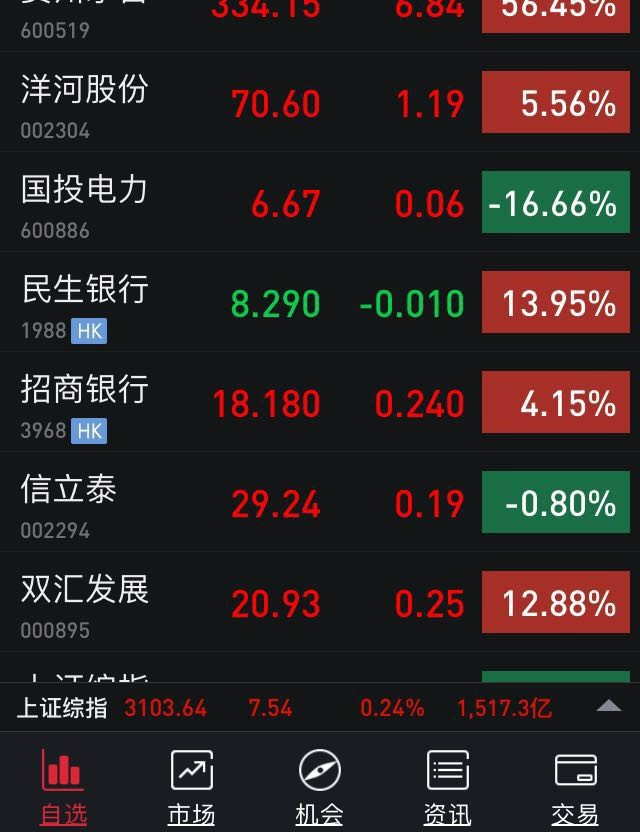 334.15 6.84 56.45%
600519
洋河股份 70.60 1.19 5.56%
002304
国投电力 6.67 0.06 -16.66%
600886
民生银行 8.290 -0.010 13.95%
1988 HK
招商银行 18.180 0.240 4.15%
3968 HK
信立泰 29.24 0.19 -0.80%
002294
双汇发展 20.93 0.25 12.88%
000895
上证综指
上证综指 3103.64 7.54 0.24% 1,517.3亿
自选 市场 机会 资讯 交易